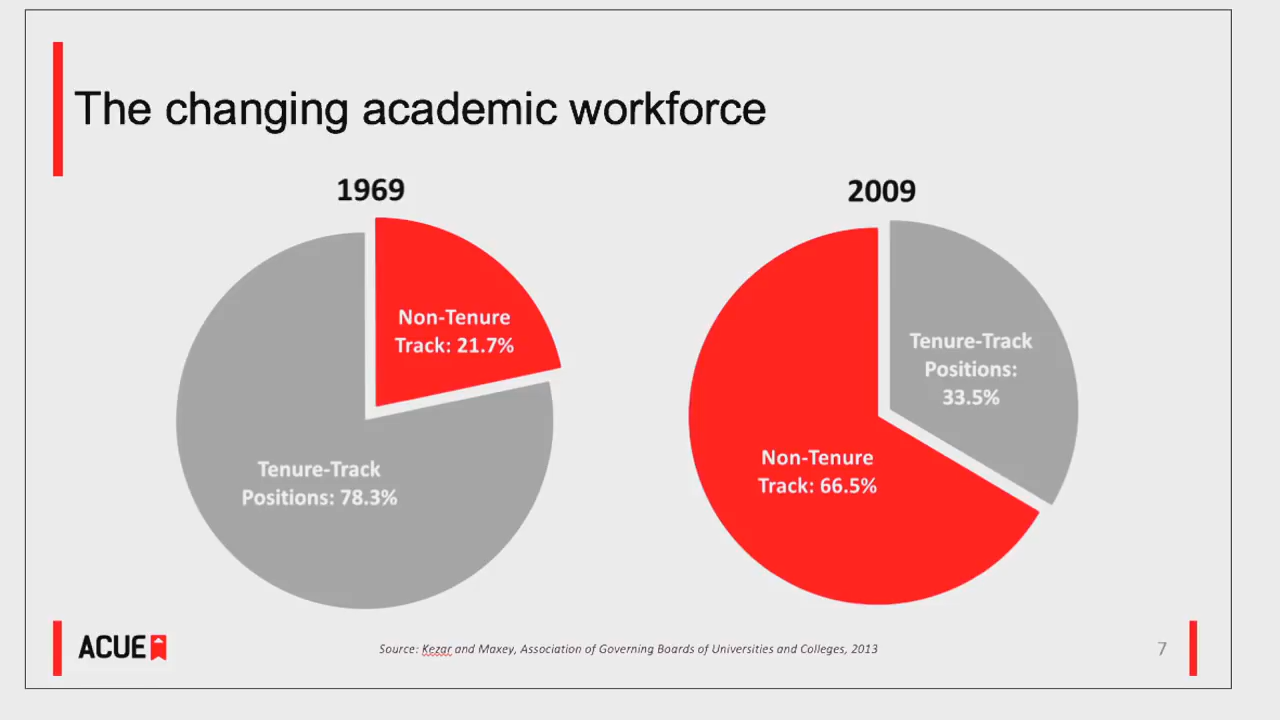 The changing academic workforce
1969
Non-Tenure
Track: 21.7%
Tenure-Track
Positions: 78.3%
2009
Tenure-Track
Positions:
33.5%
Non-Tenure
Track: 66.5%
ACUE
Source: Kezar and Maxey, Association of Governing Boards of Universities and Colleges, 2013
7